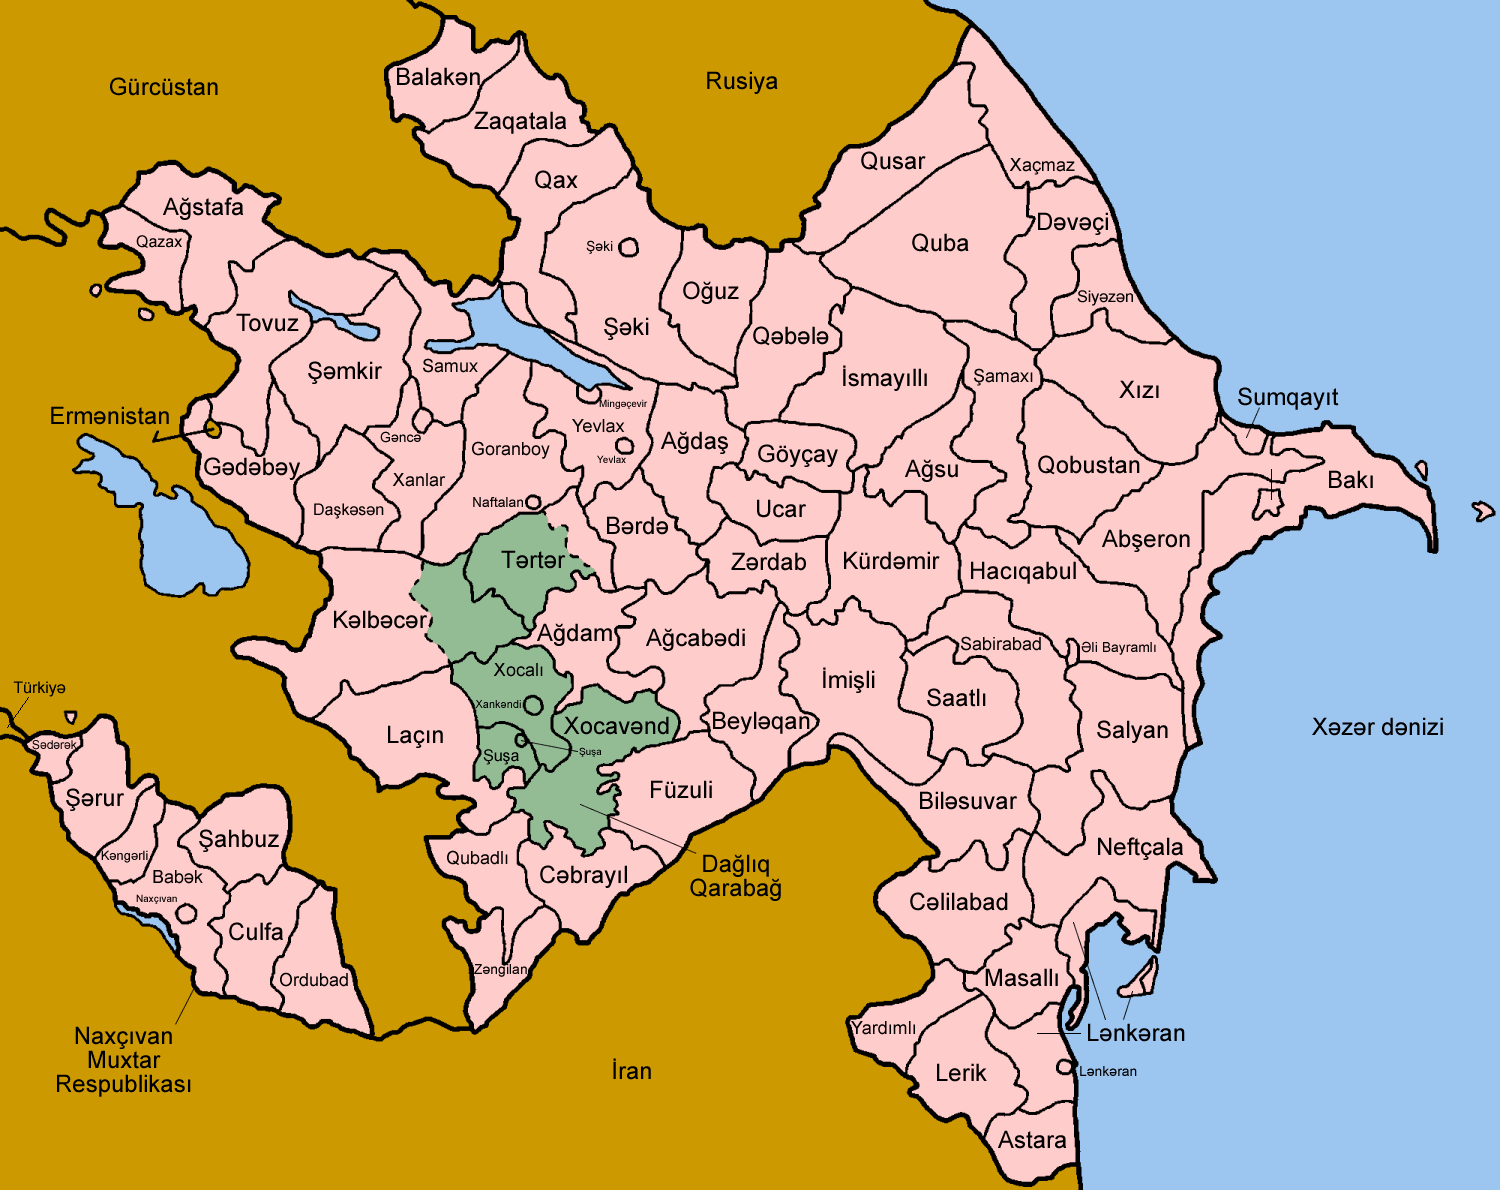 Gürcüstan
Balakən
Rusiya
Zaqatala
Qusar
Xaçmaz
Qax
Ağstafa
Qazax
Dəvəçi
Şəki
Quba
Oğuz
Siyəzən
Tovuz
Şəki
Qəbələ
Şəmkir
Samux
İsmayıllı
Şamaxı
Xızı
Sumqayıt
Mingəçevir
Ermənistan
Yevlax
Gəncə
Ağdaş
Goranboy
Göyçay
Yevlax
Gədəbəy
Xanlar
Ağsu
Qobustan
Bakı
Naftalan
Daşkəsən
Ucar
Bərdə
Abşeron
Tərtər
Zərdab
Kürdəmir
Hacıqabul
Kəlbəcər
Ağdam
Ağcabədi
Sabirabad
Əli Bayramlı
Xocalı
İmişli
Türkiyə
Saatlı
Xankəndi
Xocavənd
Beyləqan
Xəzər dənizi
Laçın
Salyan
Sədərək
Şuşa
Şuşa
Füzuli
Şərur
Biləsuvar
Şahbuz
Neftçala
Kəngərli
Qubadlı
Dağlıq
Qarabağ
Babək
Cəbrayıl
Naxçıvan
Cəlilabad
Culfa
Zəngilan
Ordubad
Masallı
Yardımlı
Lənkəran
Naxçıvan
Muxtar
Respublikası
İran
Lerik
Lənkəran
Astara